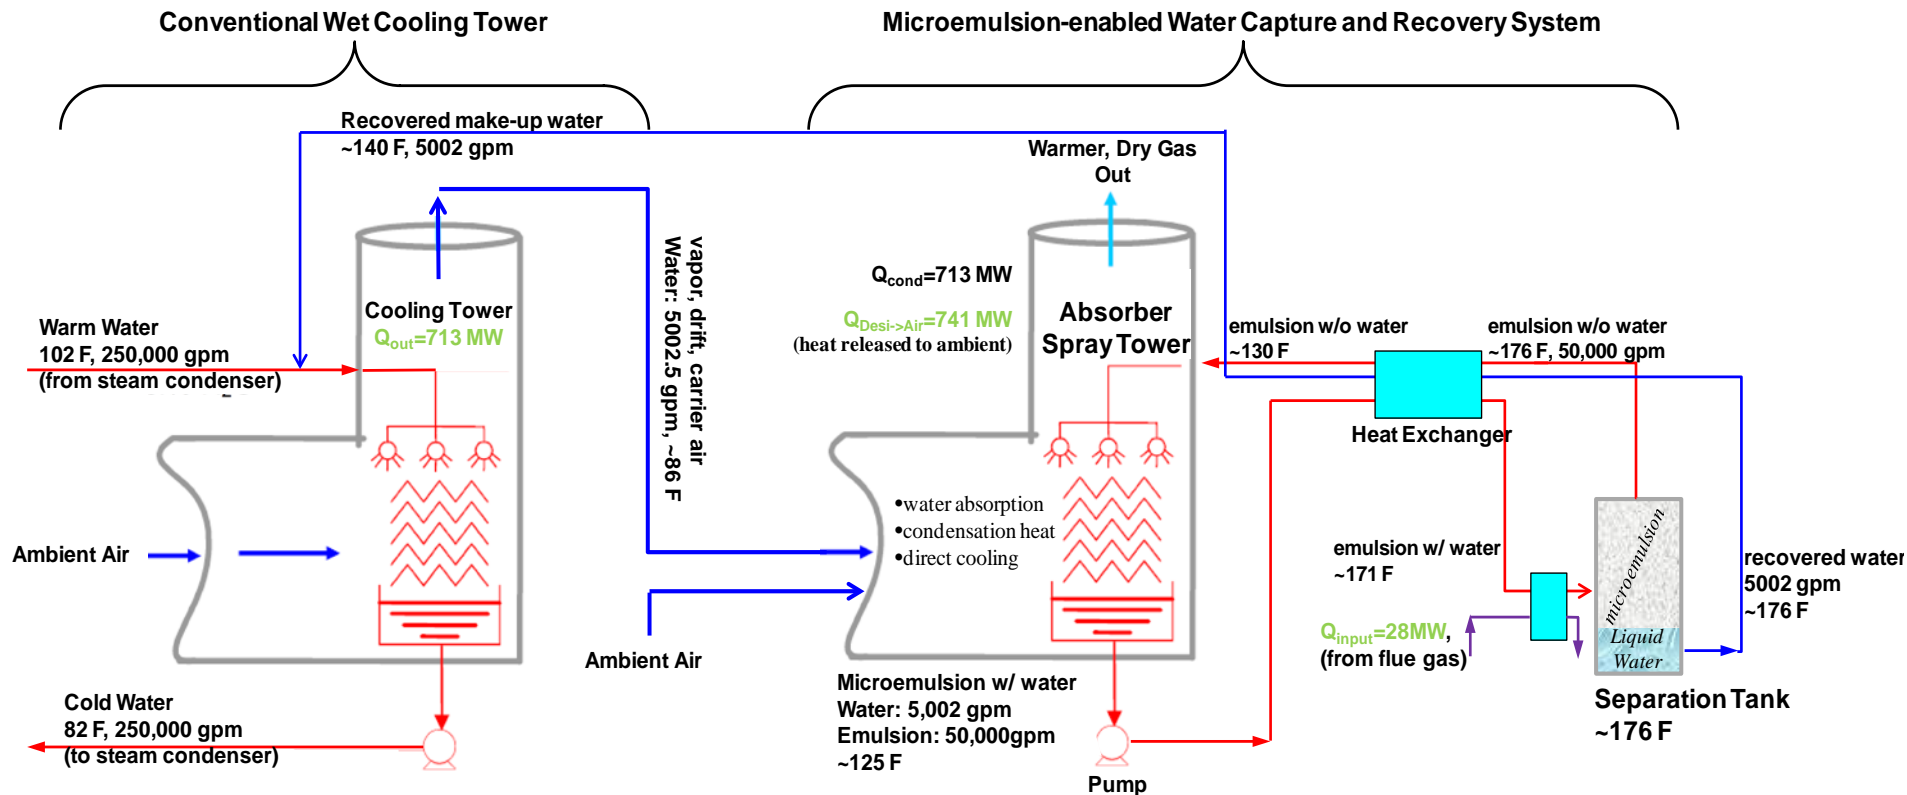 Conventional Wet Cooling Tower
Microemulsion-enabled Water Capture and Recovery System
Recovered make-up water
~140 F, 5002 gpm
Warmer, Dry Gas
Out
vapor, drift, carrier air
Water: 5002.5 gpm, ~86 F
Cooling Tower
Qout=713 MW
Warm Water
102 F, 250,000 gpm
(from steam condenser)
Ambient Air
Cold Water
82 F, 250,000 gpm
(to steam condenser)
Qcond=713 MW
QDesi->Air=741 MW
(heat released to ambient)
Absorber
Spray Tower
•water absorption
•condensation heat
•direct cooling
Ambient Air
Microemulsion w/ water
Water: 5,002 gpm
Emulsion: 50,000gpm
~125 F
Pump
emulsion w/o water
~130 F
emulsion w/o water
~176 F, 50,000 gpm
Heat Exchanger
emulsion w/ water
~171 F
Qinput=28MW,
(from flue gas)
microemulsion
Liquid
Water
recovered water
5002 gpm
~176 F
Separation Tank
~176 F